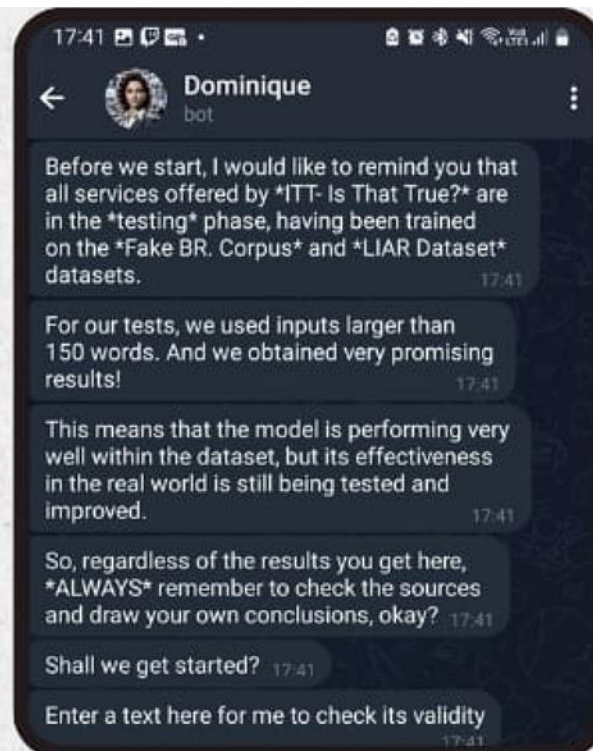 17:41
Dominique
bot
Before we start, I would like to remind you that
all services offered by *ITT- Is That True?* are
in the *testing* phase, having been trained
on the *Fake BR. Corpus* and *LIAR Dataset*
datasets.
17:41
For our tests, we used inputs larger than
150 words. And we obtained very promising
results!
17:41
This means that the model is performing very
well within the dataset, but its effectiveness
in the real world is still being tested and
improved.
17:41
So, regardless of the results you get here,
*ALWAYS* remember to check the sources
and draw your own conclusions, okay? 17:41
Shall we get started? 17:41
Enter a text here for me to check its validity
17:41